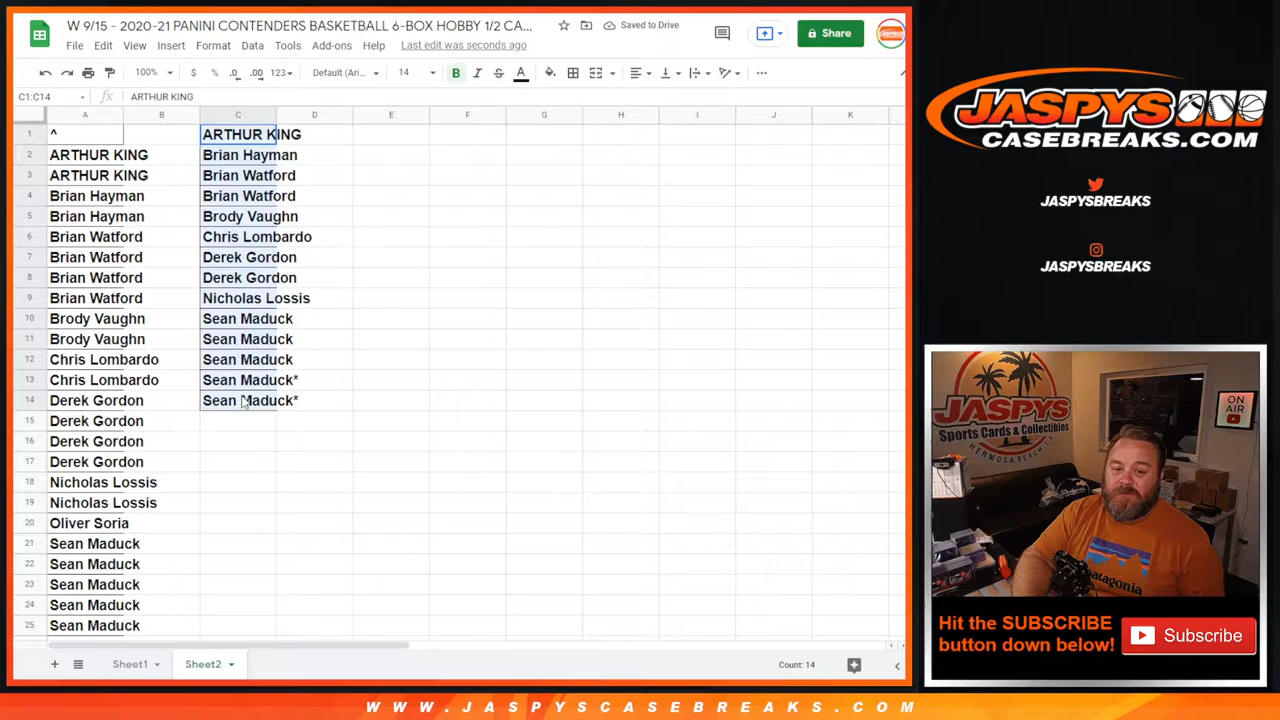 W 9/15 - 2020-21 PANINI CONTENDERS BASKETBALL 6-BOX HOBBY 1/2 CA...
Saved to Drive
File Edit View Insert Format Data Tools Add-ons Help Last edit was seconds ago
Share
100% $ % .0 .00 123 Default (Ari... 14 B I S A
C1:C14 fx ARTHUR KING
A B C D E F G H I J K
1 ^ ARTHUR KING
2 ARTHUR KING Brian Hayman
3 ARTHUR KING Brian Watford
4 Brian Hayman Brian Watford
5 Brian Hayman Brody Vaughn
6 Brian Watford Chris Lombardo
7 Brian Watford Derek Gordon
8 Brian Watford Derek Gordon
9 Brian Watford Nicholas Lossis
10 Brody Vaughn Sean Maduck
11 Brody Vaughn Sean Maduck
12 Chris Lombardo Sean Maduck
13 Chris Lombardo Sean Maduck*
14 Derek Gordon Sean Maduck*
15 Derek Gordon
16 Derek Gordon
17 Derek Gordon
18 Nicholas Lossis
19 Nicholas Lossis
20 Oliver Soria
21 Sean Maduck
22 Sean Maduck
23 Sean Maduck
24 Sean Maduck
25 Sean Maduck
Sheet1 Sheet2 Count: 14
JASPYS
CASEBREAKS.COM
JASPYSBREAKS
JASPYSBREAKS
JASPYS
Sports Cards & Collectibles
HERMOSA BEACH
ON
AIR
patagonia
Hit the SUBSCRIBE
button down below!
Subscribe
WWW.JASPYSCASEBREAKS.COM